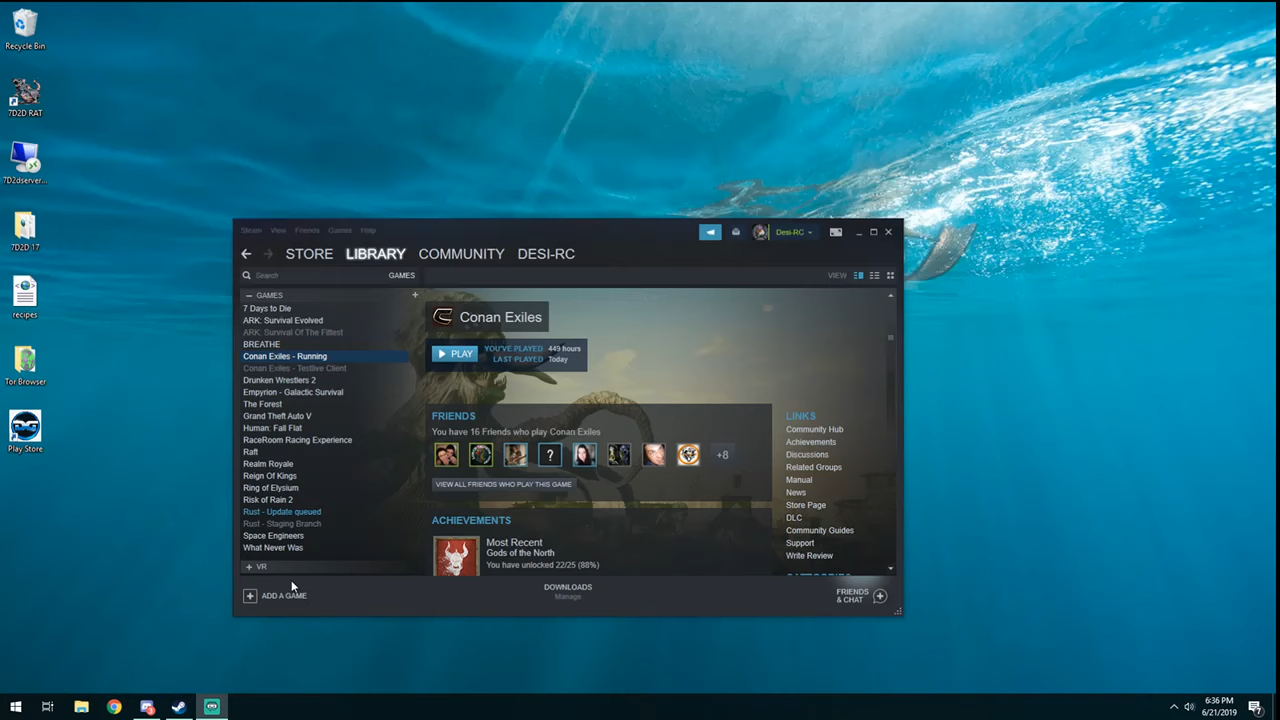 Recycle Bin
7D2D RAT
7D2dserver...
7D2D 17
recipes
Tor Browser
Play Store
Steam View Friends Games Help
Desi-RC
STORE LIBRARY COMMUNITY DESI-RC
Search GAMES VIEW
— GAMES +
7 Days to Die
ARK: Survival Evolved
ARK: Survival Of The Fittest
BREATHE
Conan Exiles - Running
Conan Exiles - Testlive Client
Drunken Wrestlers 2
Empyrion - Galactic Survival
The Forest
Grand Theft Auto V
Human: Fall Flat
RaceRoom Racing Experience
Raft
Realm Royale
Reign Of Kings
Ring of Elysium
Risk of Rain 2
Rust - Update queued
Rust - Staging Branch
Space Engineers
What Never Was
+ VR
+ ADD A GAME
Conan Exiles
PLAY
YOU'VE PLAYED 449 hours
LAST PLAYED Today
FRIENDS
You have 16 Friends who play Conan Exiles
? +8
VIEW ALL FRIENDS WHO PLAY THIS GAME
ACHIEVEMENTS
Most Recent
Gods of the North
You have unlocked 22/25 (88%)
LINKS
Community Hub
Achievements
Discussions
Related Groups
Manual
News
Store Page
DLC
Community Guides
Support
Write Review
DOWNLOADS
Manage
FRIENDS
& CHAT +
6:36 PM
6/21/2019